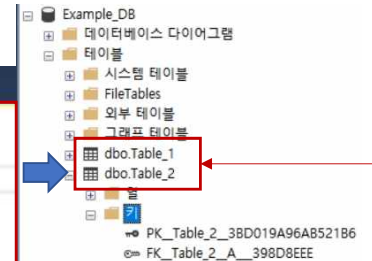 Example_DB
데이터베이스 다이어그램
테이블
시스템 테이블
FileTables
외부 테이블
그래프 테이블
dbo.Table_1
dbo.Table_2
열
키
PK__Table_2__3BD019A96AB521B6
FK__Table_2__A__398D8EEE